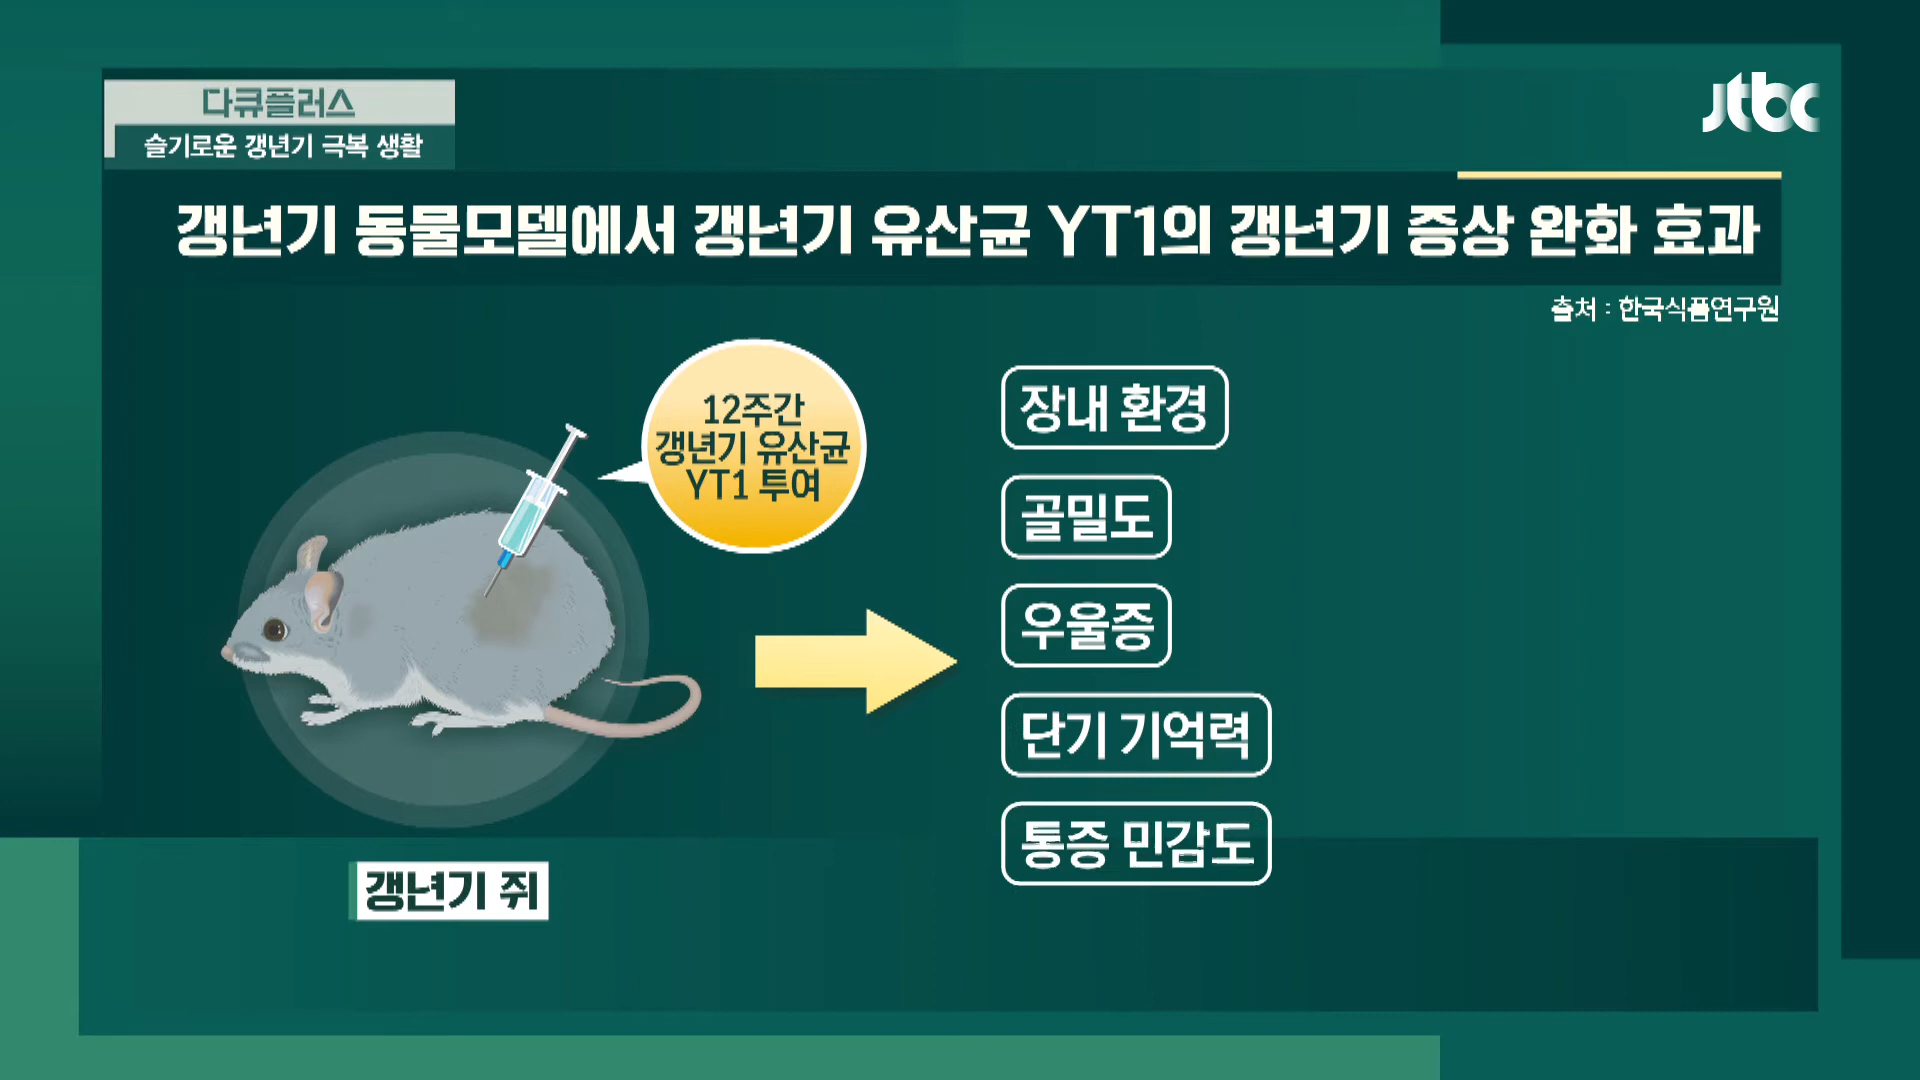 다큐플러스
슬기로운 갱년기 극복 생활
jtbc
갱년기 동물모델에서 갱년기 유산균 YT1의 갱년기 증상 완화 효과
출처 : 한국식품연구원
12주간
갱년기 유산균
YT1 투여
장내 환경
골밀도
우울증
단기 기억력
통증 민감도
갱년기 쥐